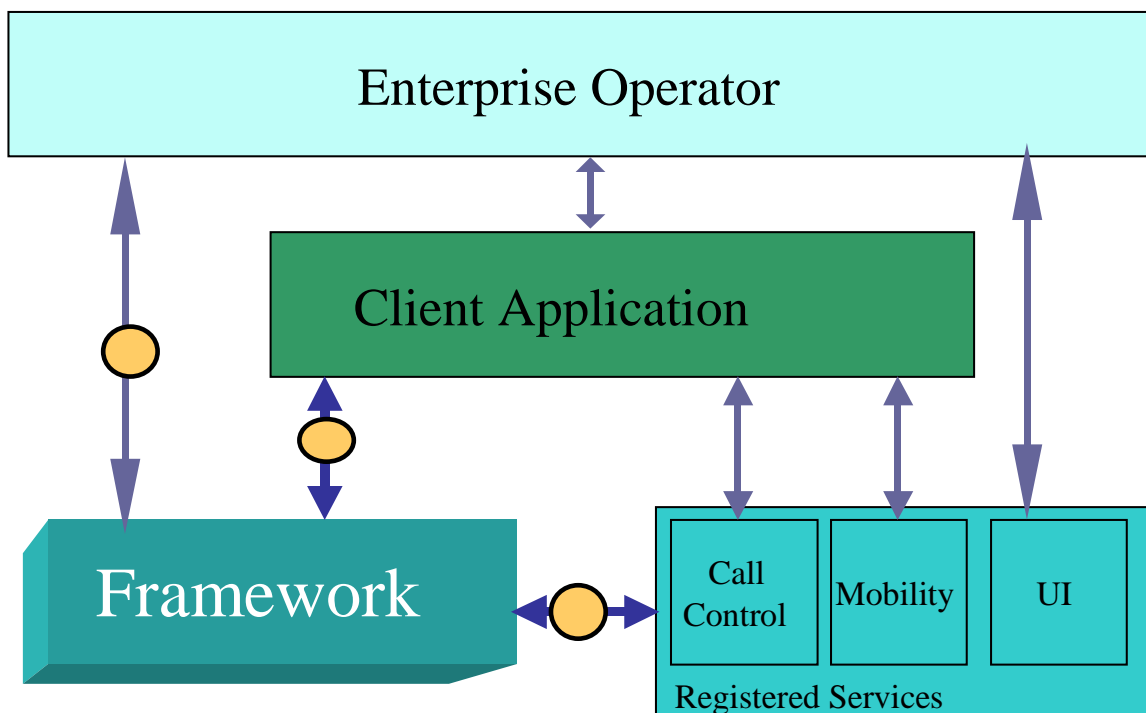 Enterprise Operator
Client Application
Framework
Call
Control
Mobility
UI
Registered Services